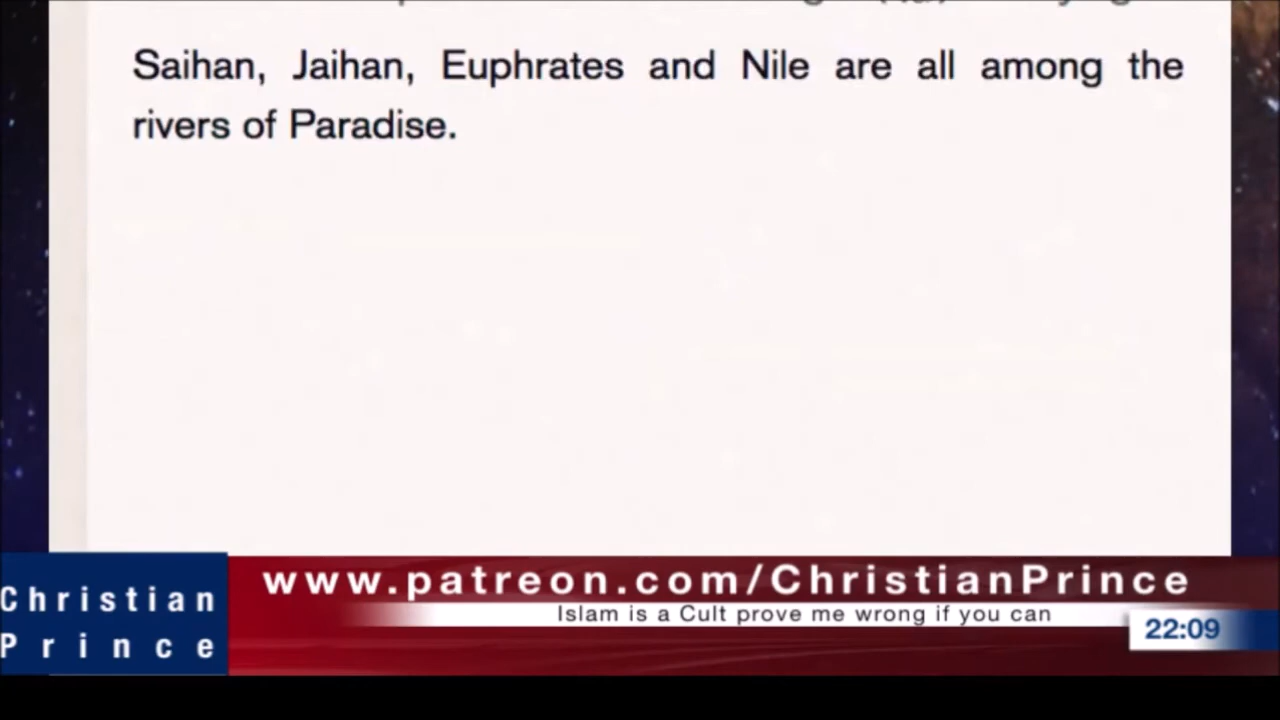 Saihan, Jaihan, Euphrates and Nile are all among the
rivers of Paradise.
www.patreon.com/ChristianPrince
Islam is a Cult prove me wrong if you can
Christian
Prince
22:09